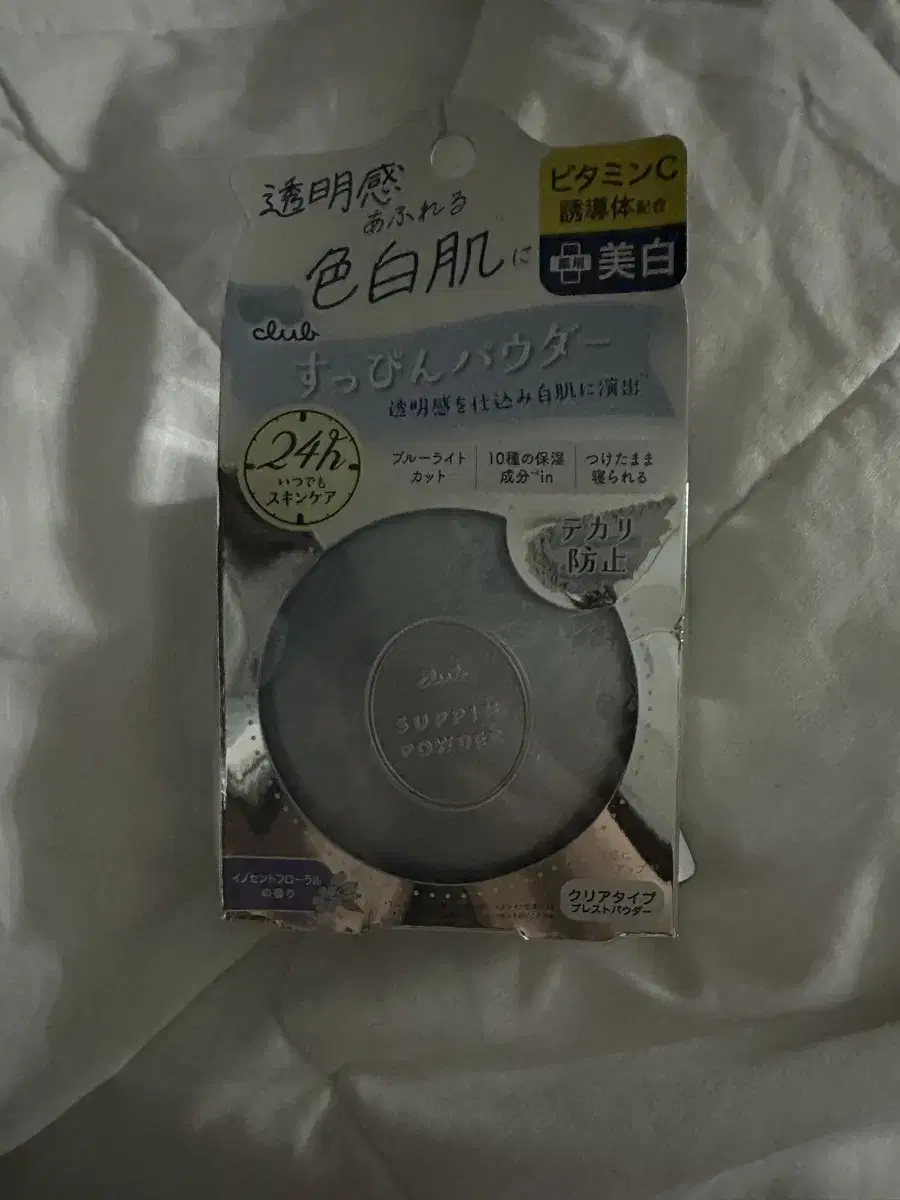 透明感
あふれる
色白肌に
ビタミンC
誘導体配合
薬用
美白
club
すっぴんパウダー
透明感を仕込み白肌に演出
24h
いつでも
スキンケア
ブルーライト
カット
10種の保湿
成分 in
つけたまま
寝られる
テカリ
防止
club
SUPPIN
POWDER
イノセントフローラル
の香り
クリアタイプ
プレストパウダー